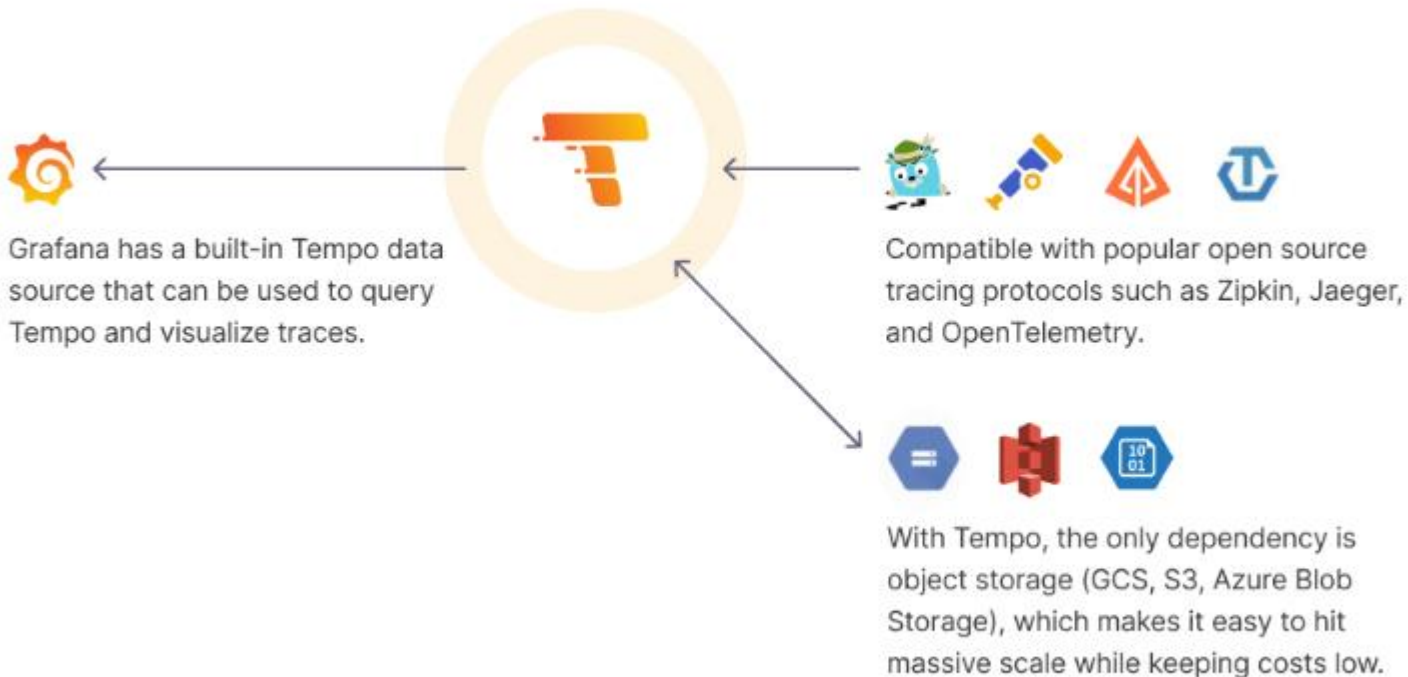 Grafana has a built-in Tempo data
source that can be used to query
Tempo and visualize traces.
Compatible with popular open source
tracing protocols such as Zipkin, Jaeger,
and OpenTelemetry.
10
01
With Tempo, the only dependency is
object storage (GCS, S3, Azure Blob
Storage), which makes it easy to hit
massive scale while keeping costs low.